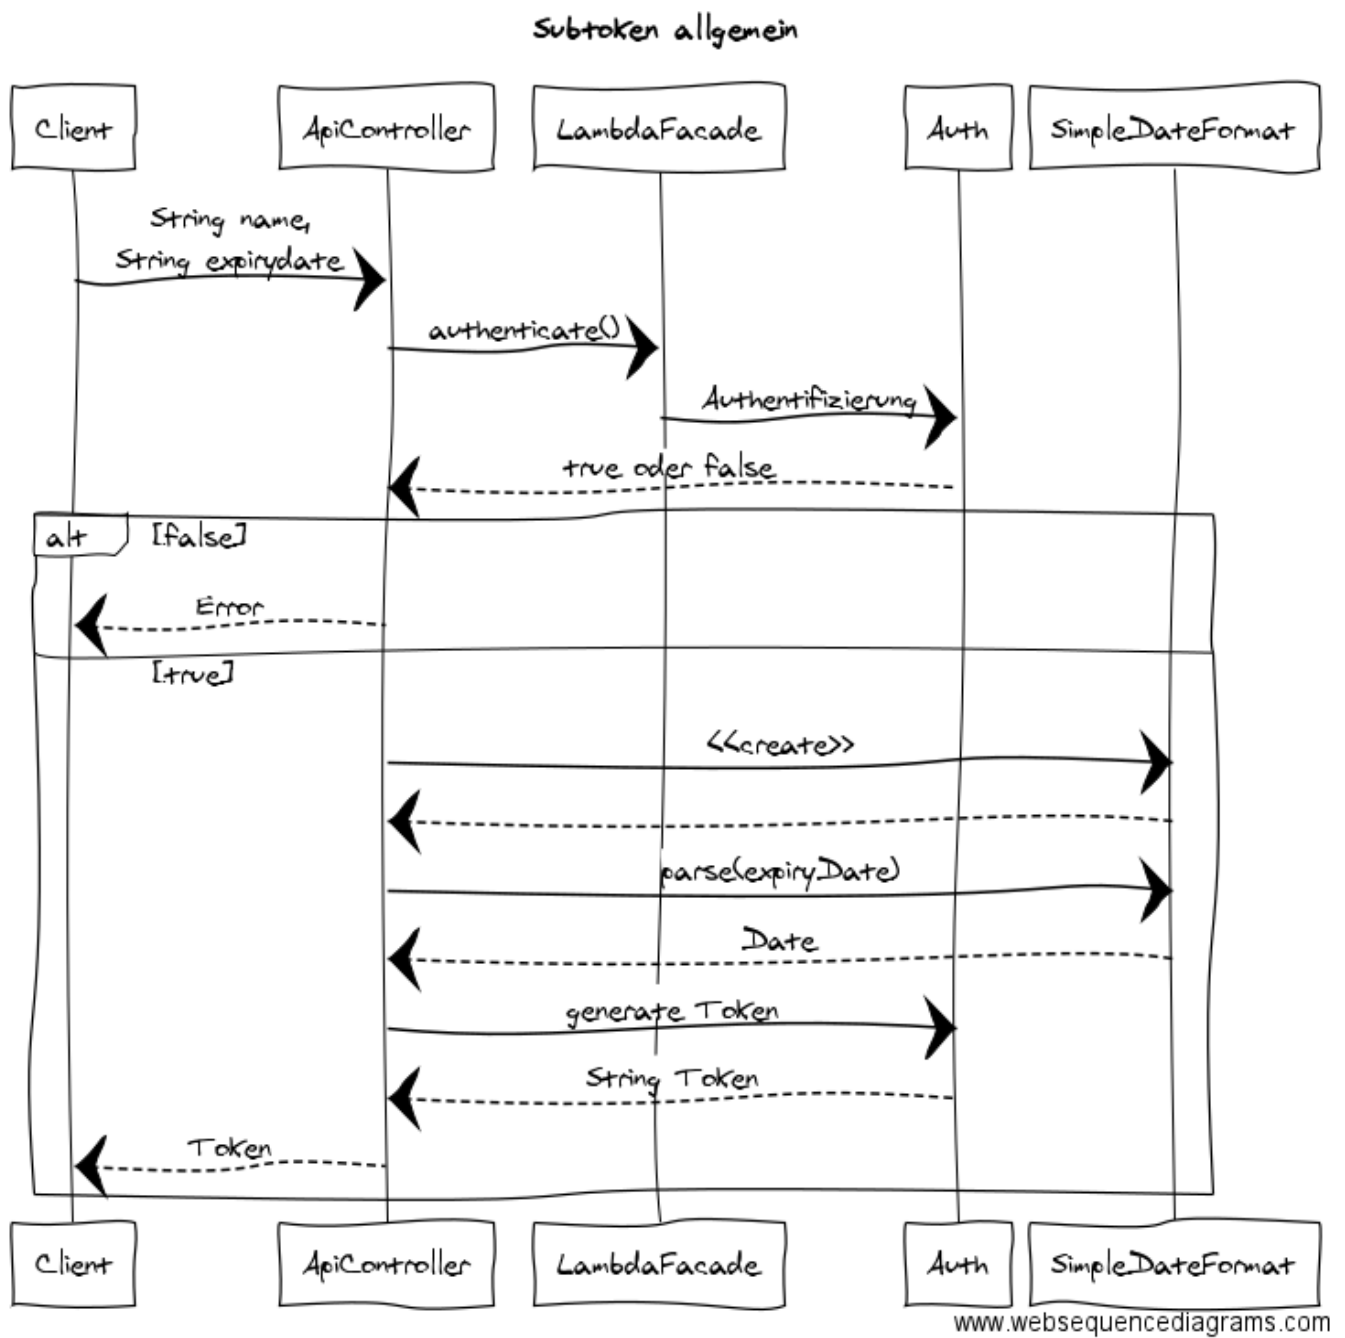 Subtoken allgemein
Client
ApiController
LambdaFacade
Auth
SimpleDateFormat
String name,
String expirydate
authenticate()
Authentifizierung
true oder false
alt
[false]
Error
[true]
<<create>>
parse(expiryDate)
Date
generate Token
String Token
Token
Client
ApiController
LambdaFacade
Auth
SimpleDateFormat
www.websequencediagrams.com